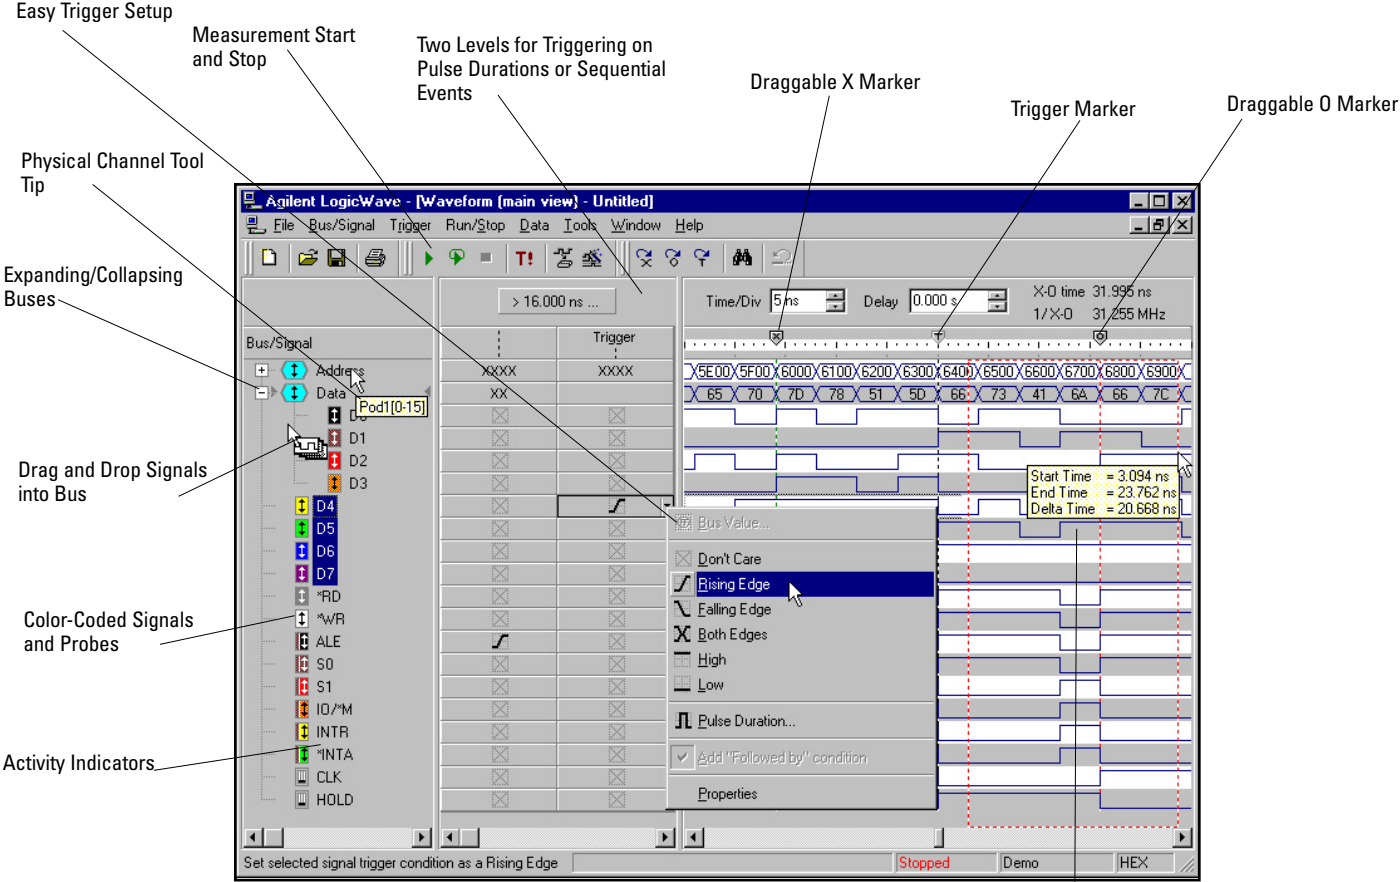 Easy Trigger Setup
Measurement Start
and Stop
Two Levels for Triggering on
Pulse Durations or Sequential
Events
Draggable X Marker
Trigger Marker
Draggable O Marker
Physical Channel Tool
Tip
Expanding/Collapsing
Buses
Drag and Drop Signals
into Bus
Color-Coded Signals
and Probes
Activity Indicators
Agilent LogicWave - [Waveform (main view) - Untitled]
File Bus/Signal Trigger Run/Stop Data Tools Window Help
T!
> 16.000 ns ...
Time/Div 5 ns Delay 0.000 s
X-O time 31.995 ns
1/X-O 31.255 MHz
Bus/Signal
Trigger
X T O
Address XXXX XXXX
5E00 5F00 6000 6100 6200 6300 6400 6500 6600 6700 6800 6900
Data XX
65 70 7D 78 51 5D 66 73 41 6A 66 7C
Pod1[0-15]
D1
D2
D3
D4
D5
D6
D7
*RD
*WR
ALE
S0
S1
IO/*M
INTR
*INTA
CLK
HOLD
Start Time = 3.094 ns
End Time = 23.762 ns
Delta Time = 20.668 ns
Bus Value...
Don't Care
Rising Edge
Falling Edge
Both Edges
High
Low
Pulse Duration...
Add "Followed by" condition
Properties
Set selected signal trigger condition as a Rising Edge
Stopped
Demo
HEX